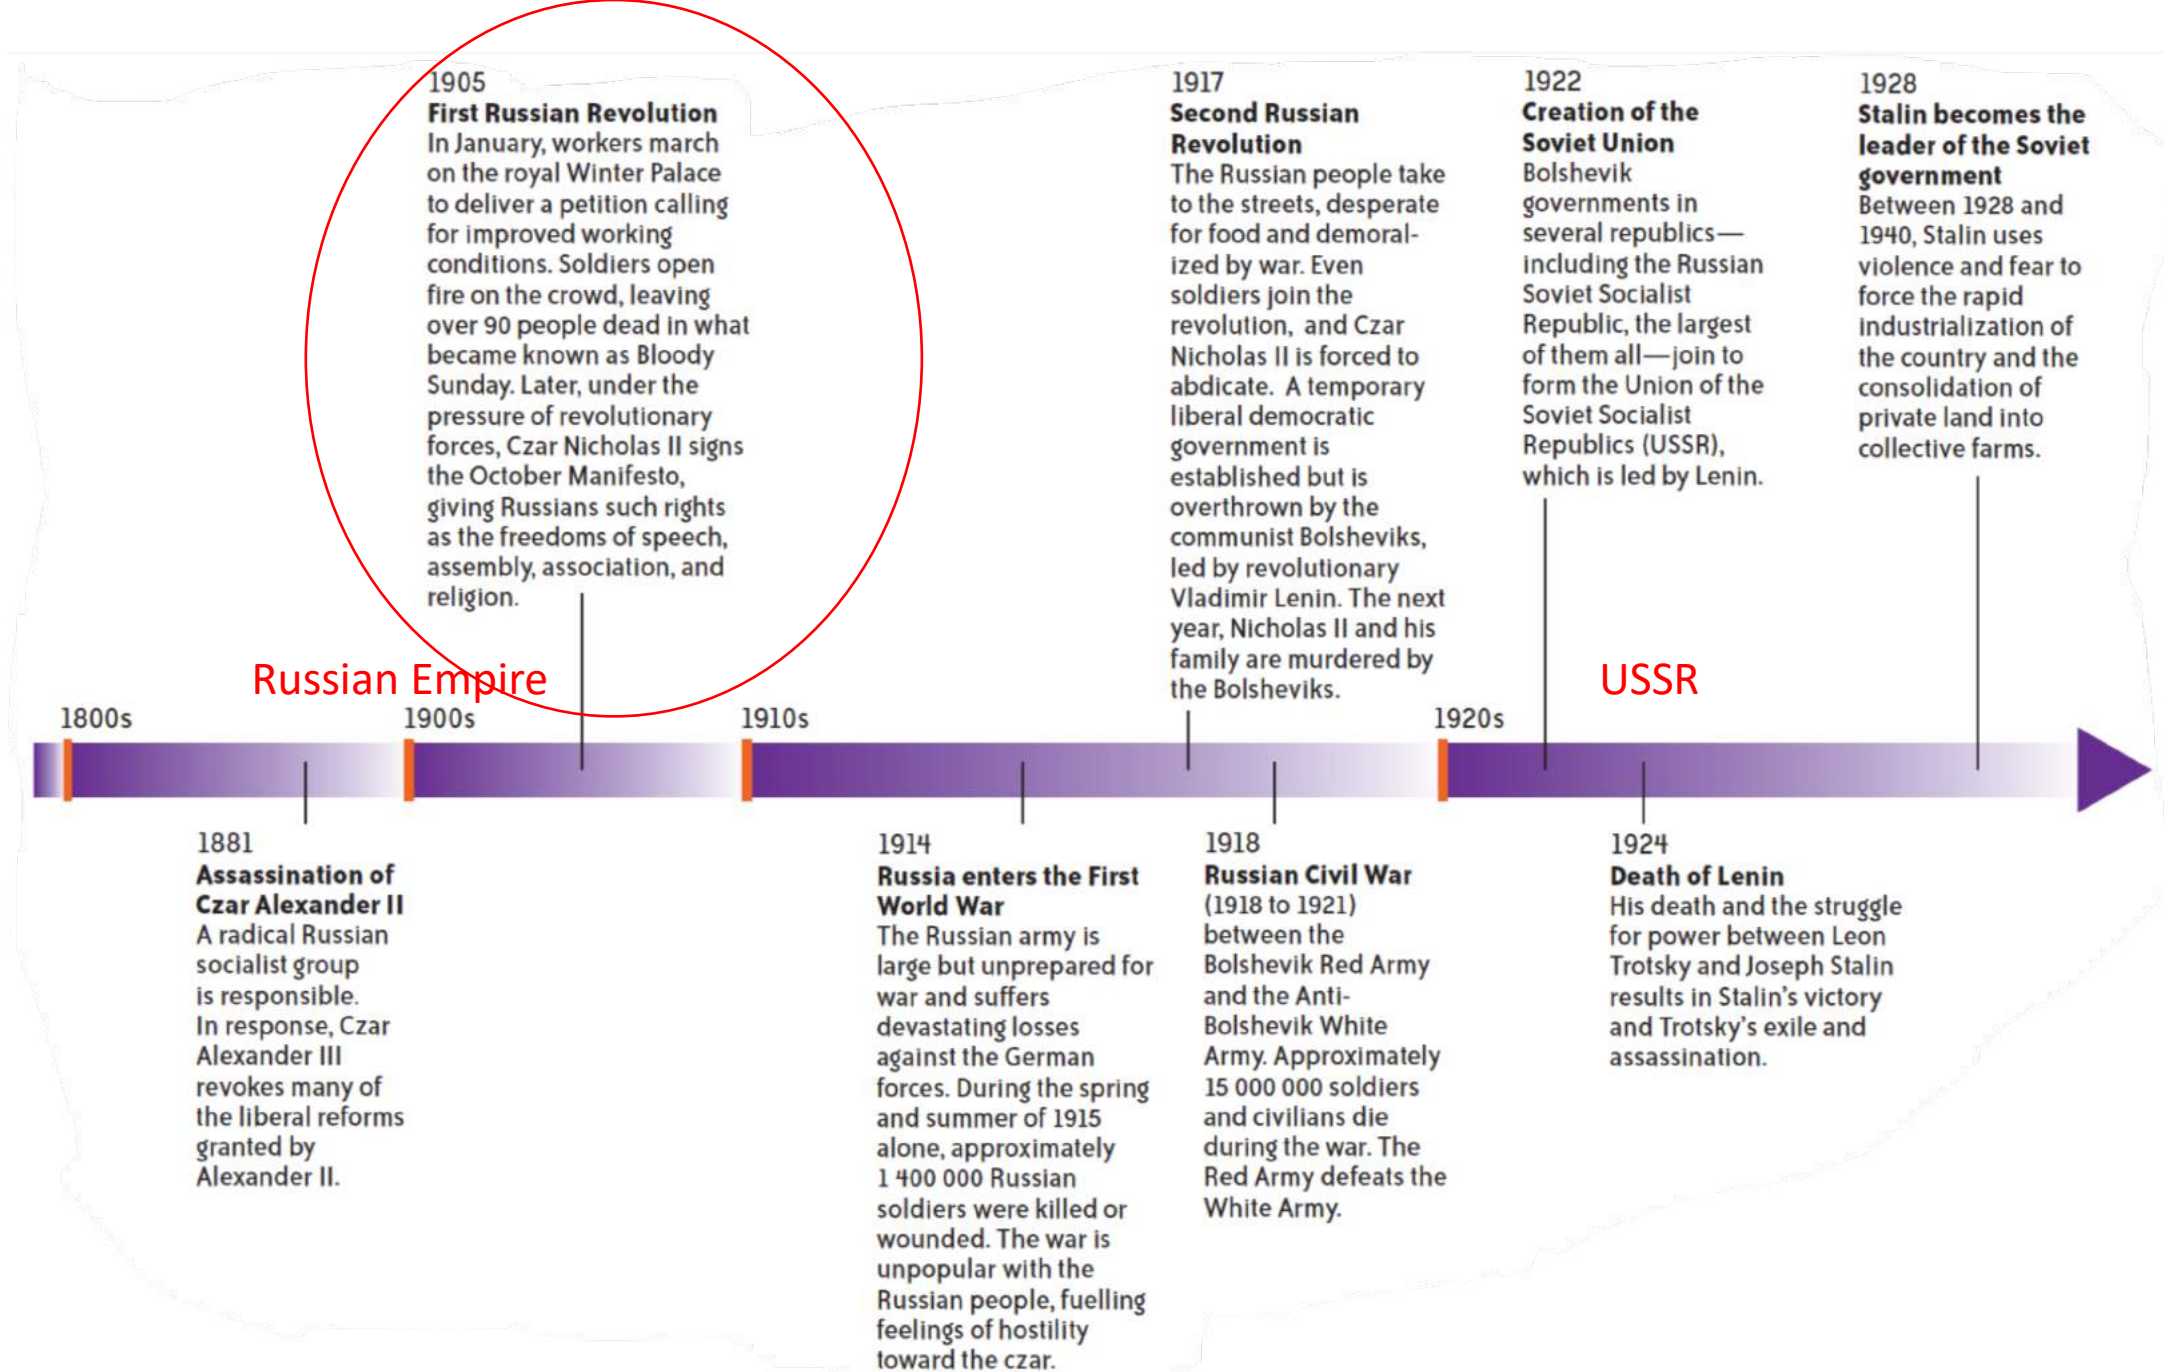 1905
First Russian Revolution
In January, workers march
on the royal Winter Palace
to deliver a petition calling
for improved working
conditions. Soldiers open
fire on the crowd, leaving
over 90 people dead in what
became known as Bloody
Sunday. Later, under the
pressure of revolutionary
forces, Czar Nicholas II signs
the October Manifesto,
giving Russians such rights
as the freedoms of speech,
assembly, association, and
religion.
1917
Second Russian
Revolution
The Russian people take
to the streets, desperate
for food and demoral-
ized by war. Even
soldiers join the
revolution, and Czar
Nicholas II is forced to
abdicate. A temporary
liberal democratic
government is
established but is
overthrown by the
communist Bolsheviks,
led by revolutionary
Vladimir Lenin. The next
year, Nicholas II and his
family are murdered by
the Bolsheviks.
1922
Creation of the
Soviet Union
Bolshevik
governments in
several republics—
including the Russian
Soviet Socialist
Republic, the largest
of them all—join to
form the Union of the
Soviet Socialist
Republics (USSR),
which is led by Lenin.
1928
Stalin becomes the
leader of the Soviet
government
Between 1928 and
1940, Stalin uses
violence and fear to
force the rapid
industrialization of
the country and the
consolidation of
private land into
collective farms.
Russian Empire
USSR
1800s
1900s
1910s
1920s
1881
Assassination of
Czar Alexander II
A radical Russian
socialist group
is responsible.
In response, Czar
Alexander III
revokes many of
the liberal reforms
granted by
Alexander II.
1914
Russia enters the First
World War
The Russian army is
large but unprepared for
war and suffers
devastating losses
against the German
forces. During the spring
and summer of 1915
alone, approximately
1 400 000 Russian
soldiers were killed or
wounded. The war is
unpopular with the
Russian people, fuelling
feelings of hostility
toward the czar.
1918
Russian Civil War
(1918 to 1921)
between the
Bolshevik Red Army
and the Anti-
Bolshevik White
Army. Approximately
15 000 000 soldiers
and civilians die
during the war. The
Red Army defeats the
White Army.
1924
Death of Lenin
His death and the struggle
for power between Leon
Trotsky and Joseph Stalin
results in Stalin's victory
and Trotsky's exile and
assassination.